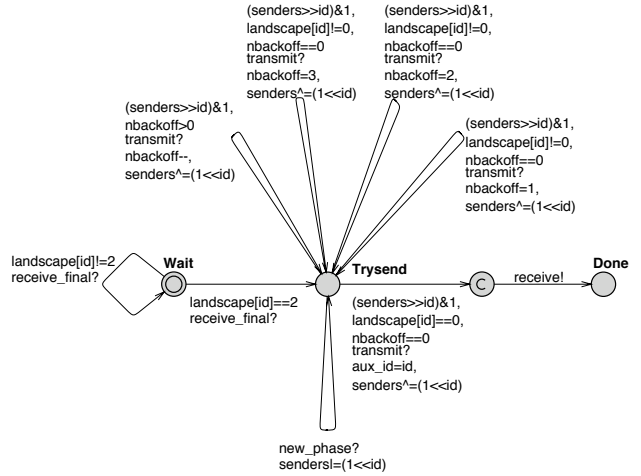 (senders>>id)&1,
landscape[id]!=0,
nbackoff==0
transmit?
nbackoff=3,
senders^=(1<<id)
(senders>>id)&1,
landscape[id]!=0,
nbackoff==0
transmit?
nbackoff=2,
senders^=(1<<id)
(senders>>id)&1,
nbackoff>0
transmit?
nbackoff--,
senders^=(1<<id)
(senders>>id)&1,
landscape[id]!=0,
nbackoff==0
transmit?
nbackoff=1,
senders^=(1<<id)
landscape[id]!=2
receive_final?
Wait
landscape[id]==2
receive_final?
Trysend
(senders>>id)&1,
landscape[id]==0,
nbackoff==0
transmit?
aux_id=id,
senders^=(1<<id)
C
receive!
Done
new_phase?
senders|=(1<<id)